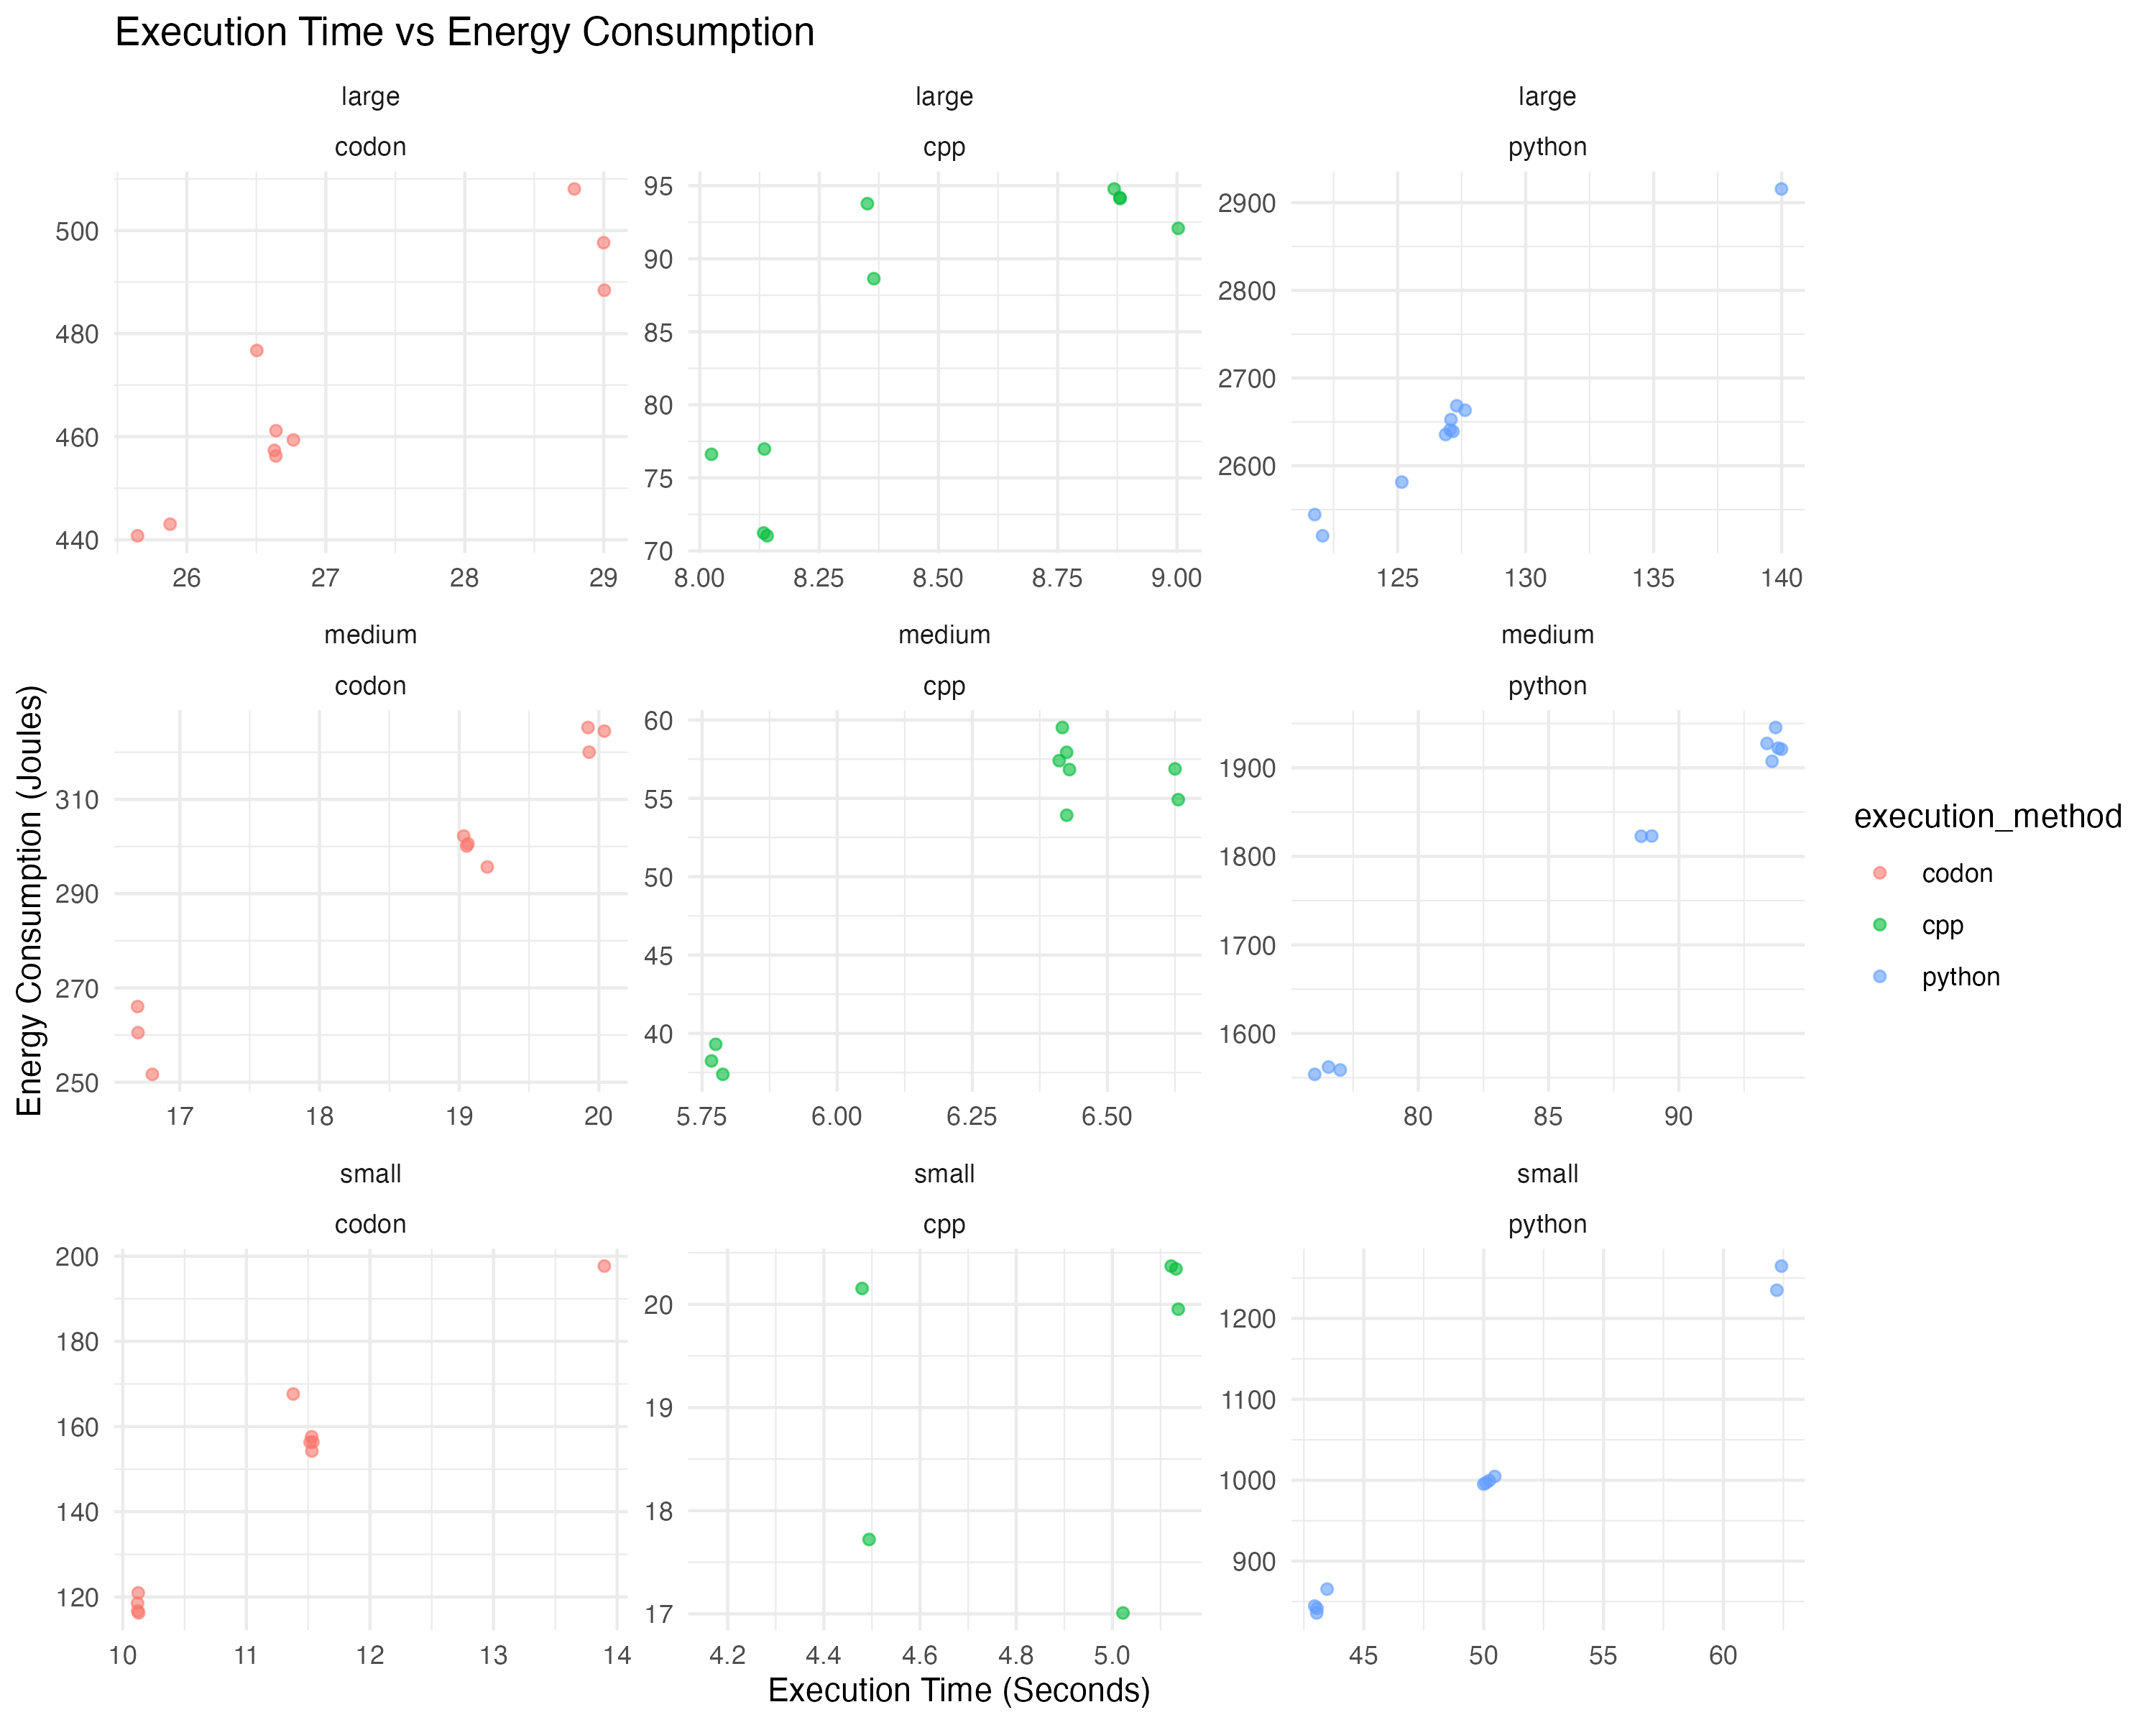 Execution Time vs Energy Consumption
large large large
codon cpp python
500
480
460
440
26 27 28 29
95
90
85
80
75
70
8.00 8.25 8.50 8.75 9.00
2900
2800
2700
2600
125 130 135 140
medium medium medium
codon cpp python
310
290
270
250
17 18 19 20
60
55
50
45
40
5.75 6.00 6.25 6.50
1900
1800
1700
1600
80 85 90
small small small
codon cpp python
200
180
160
140
120
10 11 12 13 14
20
19
18
17
4.2 4.4 4.6 4.8 5.0
1200
1100
1000
900
45 50 55 60
Energy Consumption (Joules)
Execution Time (Seconds)
execution_method
codon
cpp
python